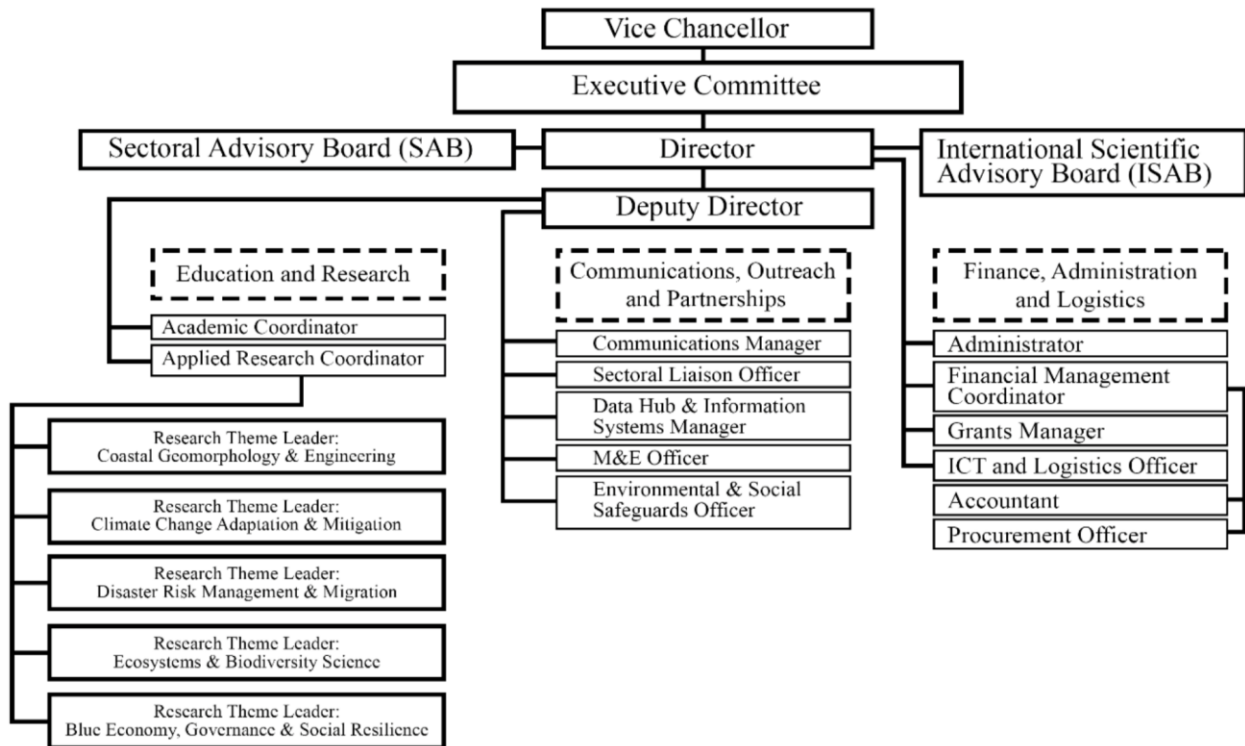 Vice Chancellor
Executive Committee
Sectoral Advisory Board (SAB)
Director
International Scientific
Advisory Board (ISAB)
Deputy Director
Education and Research
Academic Coordinator
Applied Research Coordinator
Research Theme Leader:
Coastal Geomorphology & Engineering
Research Theme Leader:
Climate Change Adaptation & Mitigation
Research Theme Leader:
Disaster Risk Management & Migration
Research Theme Leader:
Ecosystems & Biodiversity Science
Research Theme Leader:
Blue Economy, Governance & Social Resilience
Communications, Outreach
and Partnerships
Communications Manager
Sectoral Liaison Officer
Data Hub & Information
Systems Manager
M&E Officer
Environmental & Social
Safeguards Officer
Finance, Administration
and Logistics
Administrator
Financial Management
Coordinator
Grants Manager
ICT and Logistics Officer
Accountant
Procurement Officer